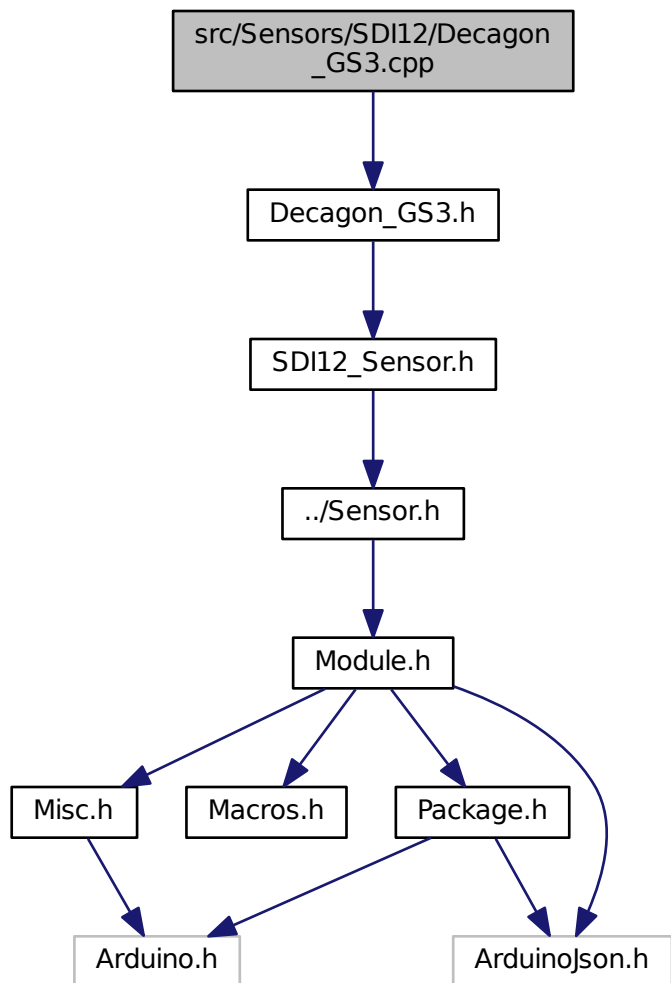 src/Sensors/SDI12/Decagon
_GS3.cpp
Decagon_GS3.h
SDI12_Sensor.h
../Sensor.h
Module.h
Misc.h
Macros.h
Package.h
Arduino.h
ArduinoJson.h